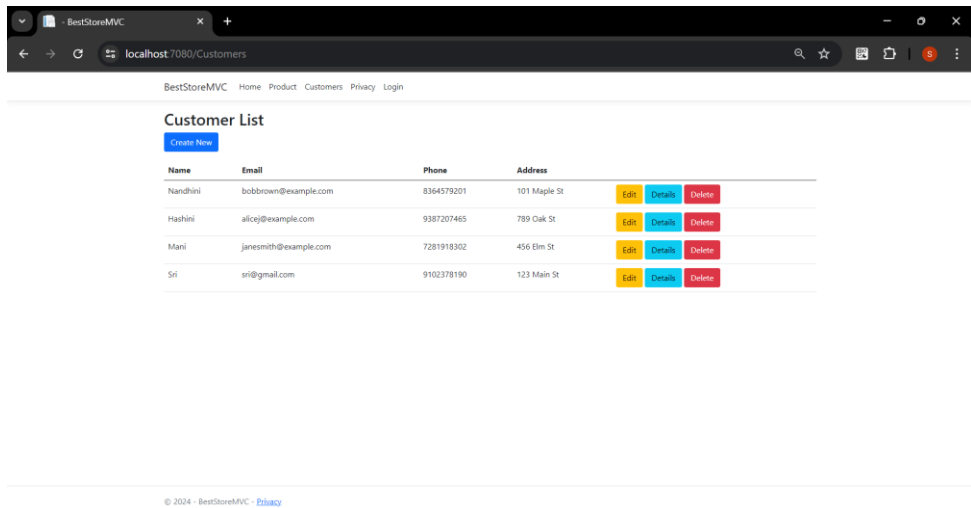 - BestStoreMVC
localhost:7080/Customers
S
BestStoreMVC Home Product Customers Privacy Login
Customer List
Create New
Name Email Phone Address
Nandhini bobbrown@example.com 8364579201 101 Maple St Edit Details Delete
Hashini alicej@example.com 9387207465 789 Oak St Edit Details Delete
Mani janesmith@example.com 7281918302 456 Elm St Edit Details Delete
Sri sri@gmail.com 9102378190 123 Main St Edit Details Delete
© 2024 - BestStoreMVC - Privacy